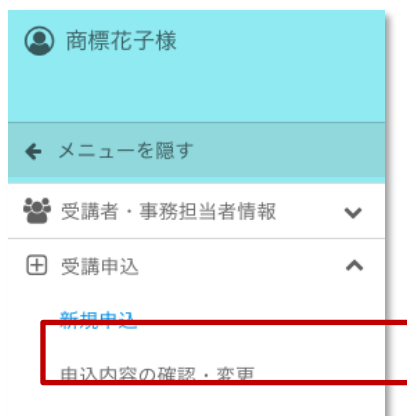 商標花子様
メニューを隠す
受講者・事務担当者情報
受講申込
新規申込
申込内容の確認・変更